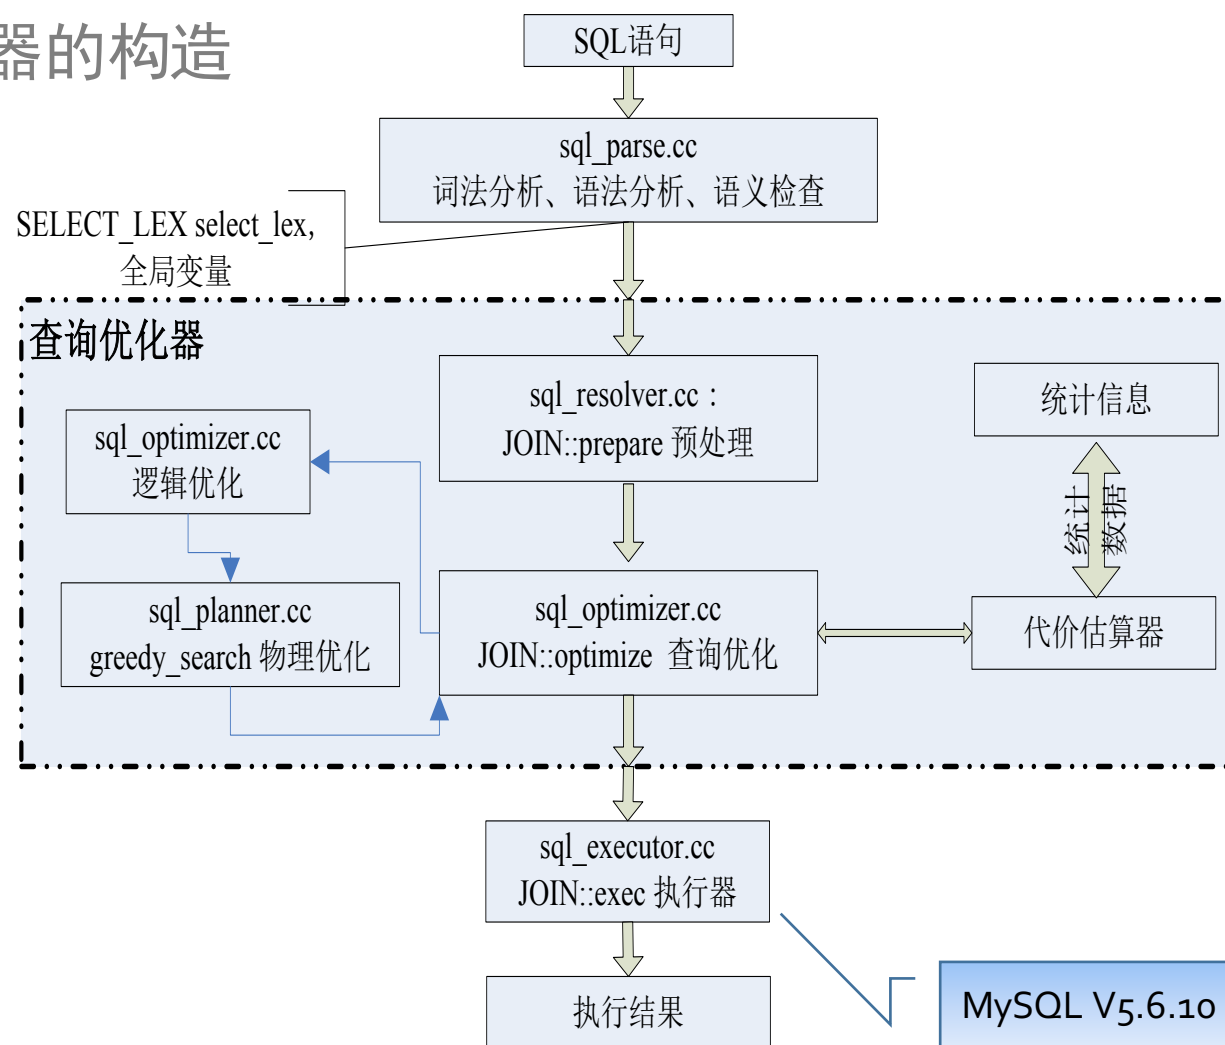 器的构造
SQL语句
sql_parse.cc
词法分析、语法分析、语义检查
SELECT_LEX select_lex,
全局变量
查询优化器
sql_resolver.cc：
JOIN::prepare 预处理
统计信息
sql_optimizer.cc
逻辑优化
统计
数据
sql_planner.cc
greedy_search 物理优化
sql_optimizer.cc
JOIN::optimize 查询优化
代价估算器
sql_executor.cc
JOIN::exec 执行器
执行结果
MySQL V5.6.10